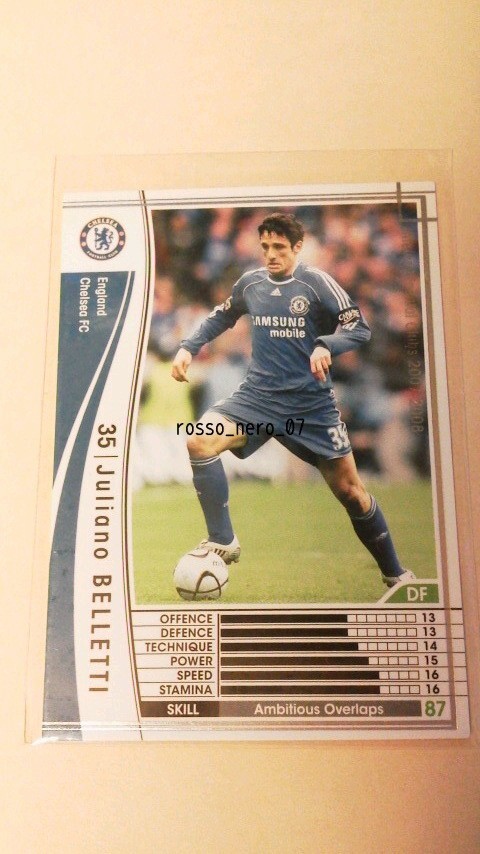 CHELSEA
FOOTBALL CLUB
England
Chelsea FC
35 | Juliano BELLETTI
SAMSUNG
mobile
35
rosso_nero_07
DF
OFFENCE 13
DEFENCE 13
TECHNIQUE 14
POWER 15
SPEED 16
STAMINA 16
SKILL Ambitious Overlaps 87